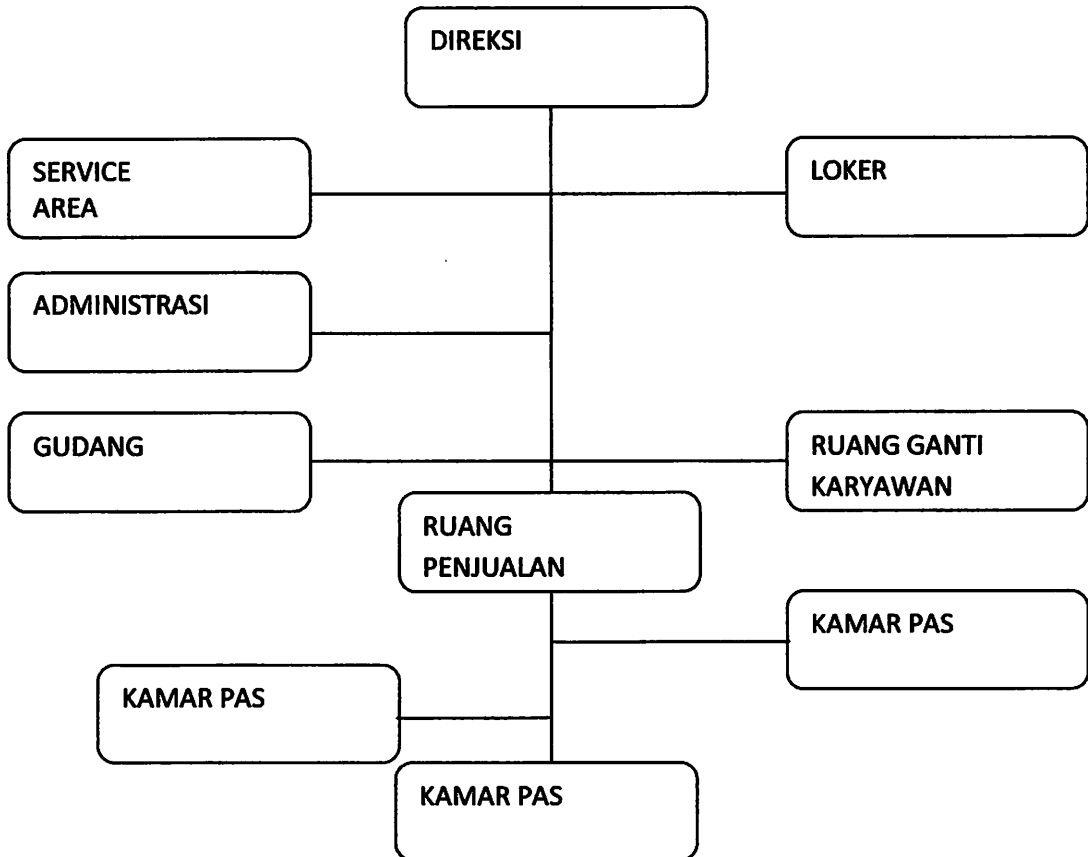 DIREKSI
SERVICE
AREA
LOKER
ADMINISTRASI
GUDANG
RUANG GANTI
KARYAWAN
RUANG
PENJUALAN
KAMAR PAS
KAMAR PAS
KAMAR PAS